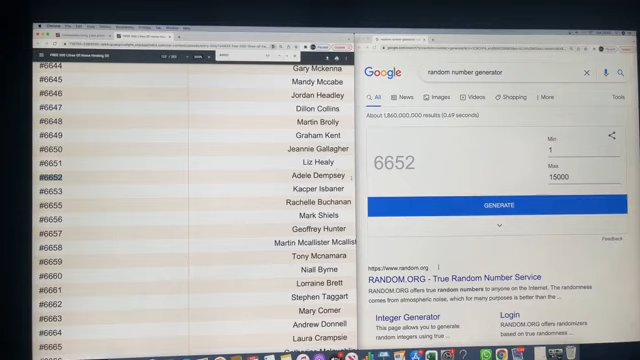 FREE 500 Litres Of Home Heating Oil
#6644 Gary Mckenna
#6645 Mandy Mccabe
#6646 Jordan Headley
#6647 Dillon Collins
#6648 Martin Brolly
#6649 Graham Kent
#6650 Jeannie Gallagher
#6651 Liz Healy
#6652 Adele Dempsey
#6653 Kacper Isbaner
#6655 Rachelle Buchanan
#6656 Mark Shiels
#6657 Geoffrey Hunter
#6658 Martin Mcallister Mcallist
#6659 Tony Mcnamara
#6660 Niall Byrne
#6661 Lorraine Brett
#6662 Stephen Taggart
#6663 Mary Comer
#6664 Andrew Donnell
#6665 Laura Crampsie
Google random number generator
All News Images Videos Shopping More Tools
About 1,860,000,000 results (0.69 seconds)
6652
Min
1
Max
15000
GENERATE
Feedback
https://www.random.org
RANDOM.ORG - True Random Number Service
RANDOM.ORG offers true random numbers to anyone on the Internet. The randomness
comes from atmospheric noise, which for many purposes is better than the ...
Integer Generator
This page allows you to
generate random integers using true ...
Login
RANDOM.ORG offers randomizers
based on true randomness, ...